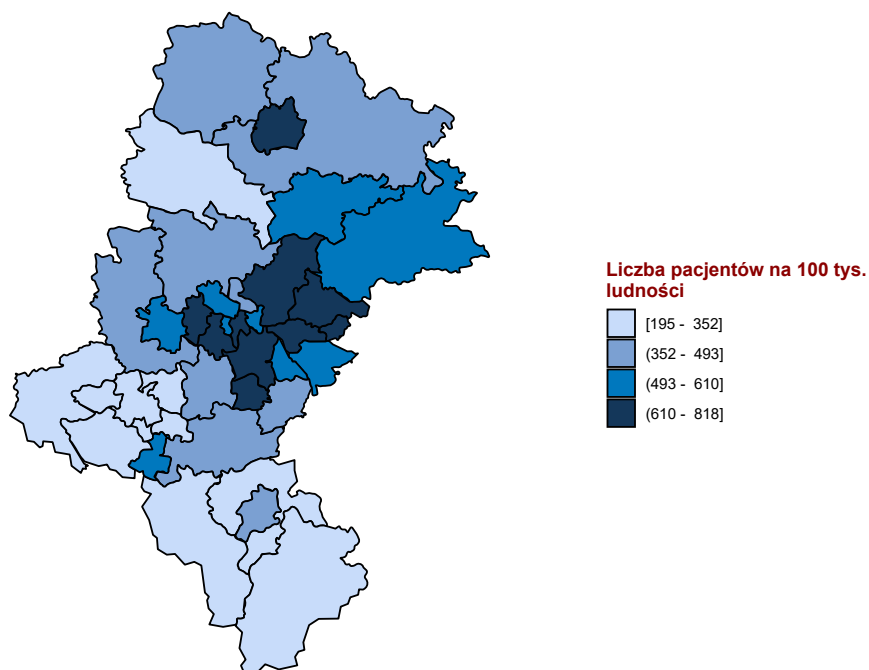 Liczba pacjentów na 100 tys.
ludności
[195 - 352]
(352 - 493]
(493 - 610]
(610 - 818]